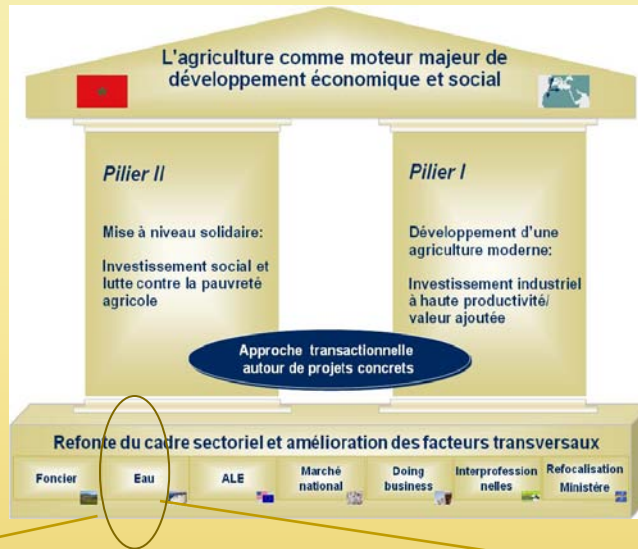 L'agriculture comme moteur majeur de
développement économique et social
Pilier II
Mise à niveau solidaire:
Investissement social et
lutte contre la pauvreté
agricole
Pilier I
Développement d'une
agriculture moderne:
Investissement industriel
à haute productivité/
valeur ajoutée
Approche transactionnelle
autour de projets concrets
Refonte du cadre sectoriel et amélioration des facteurs transversaux
Foncier
Eau
ALE
Marché
national
Doing
business
Interprofession
nelles
Refocalisation
Ministére